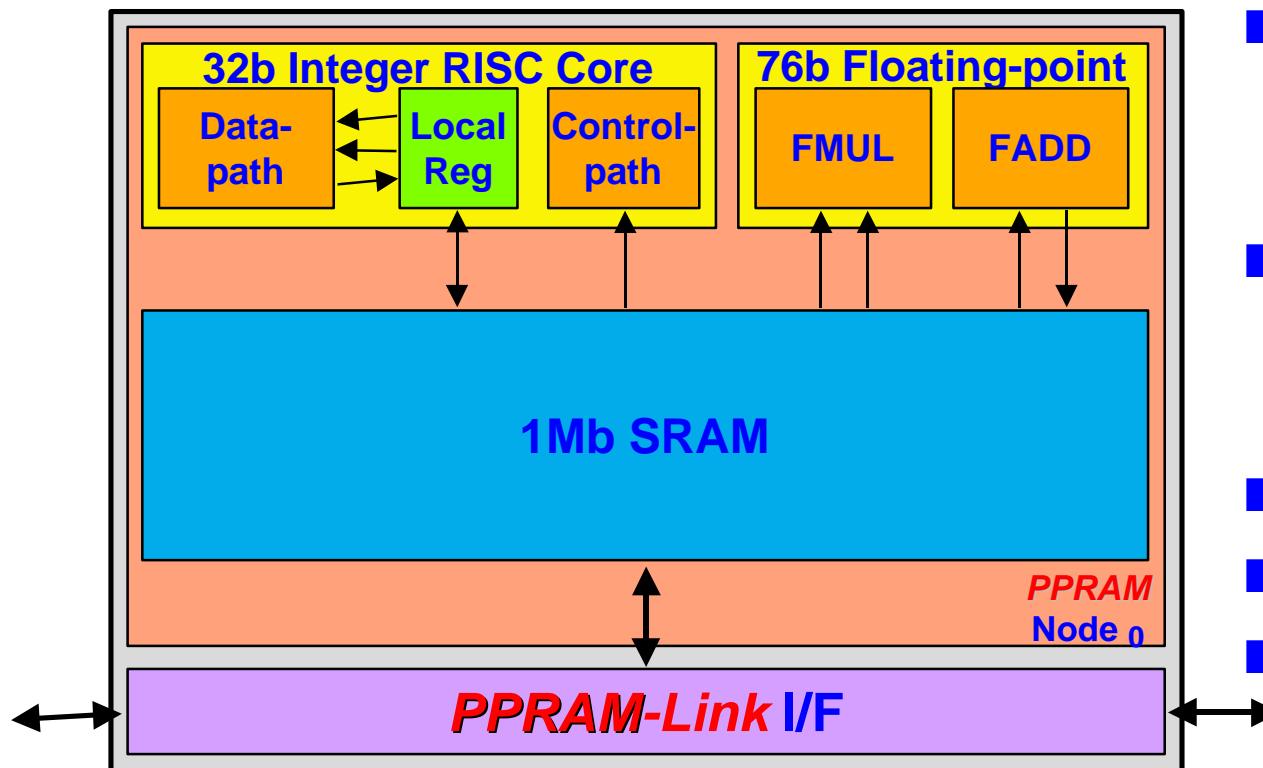 32b Integer RISC Core
Data-
path
Local
Reg
Control-
path
76b Floating-point
FMUL
FADD
1Mb SRAM
PPRAM
Node 0
PPRAM-Link I/F